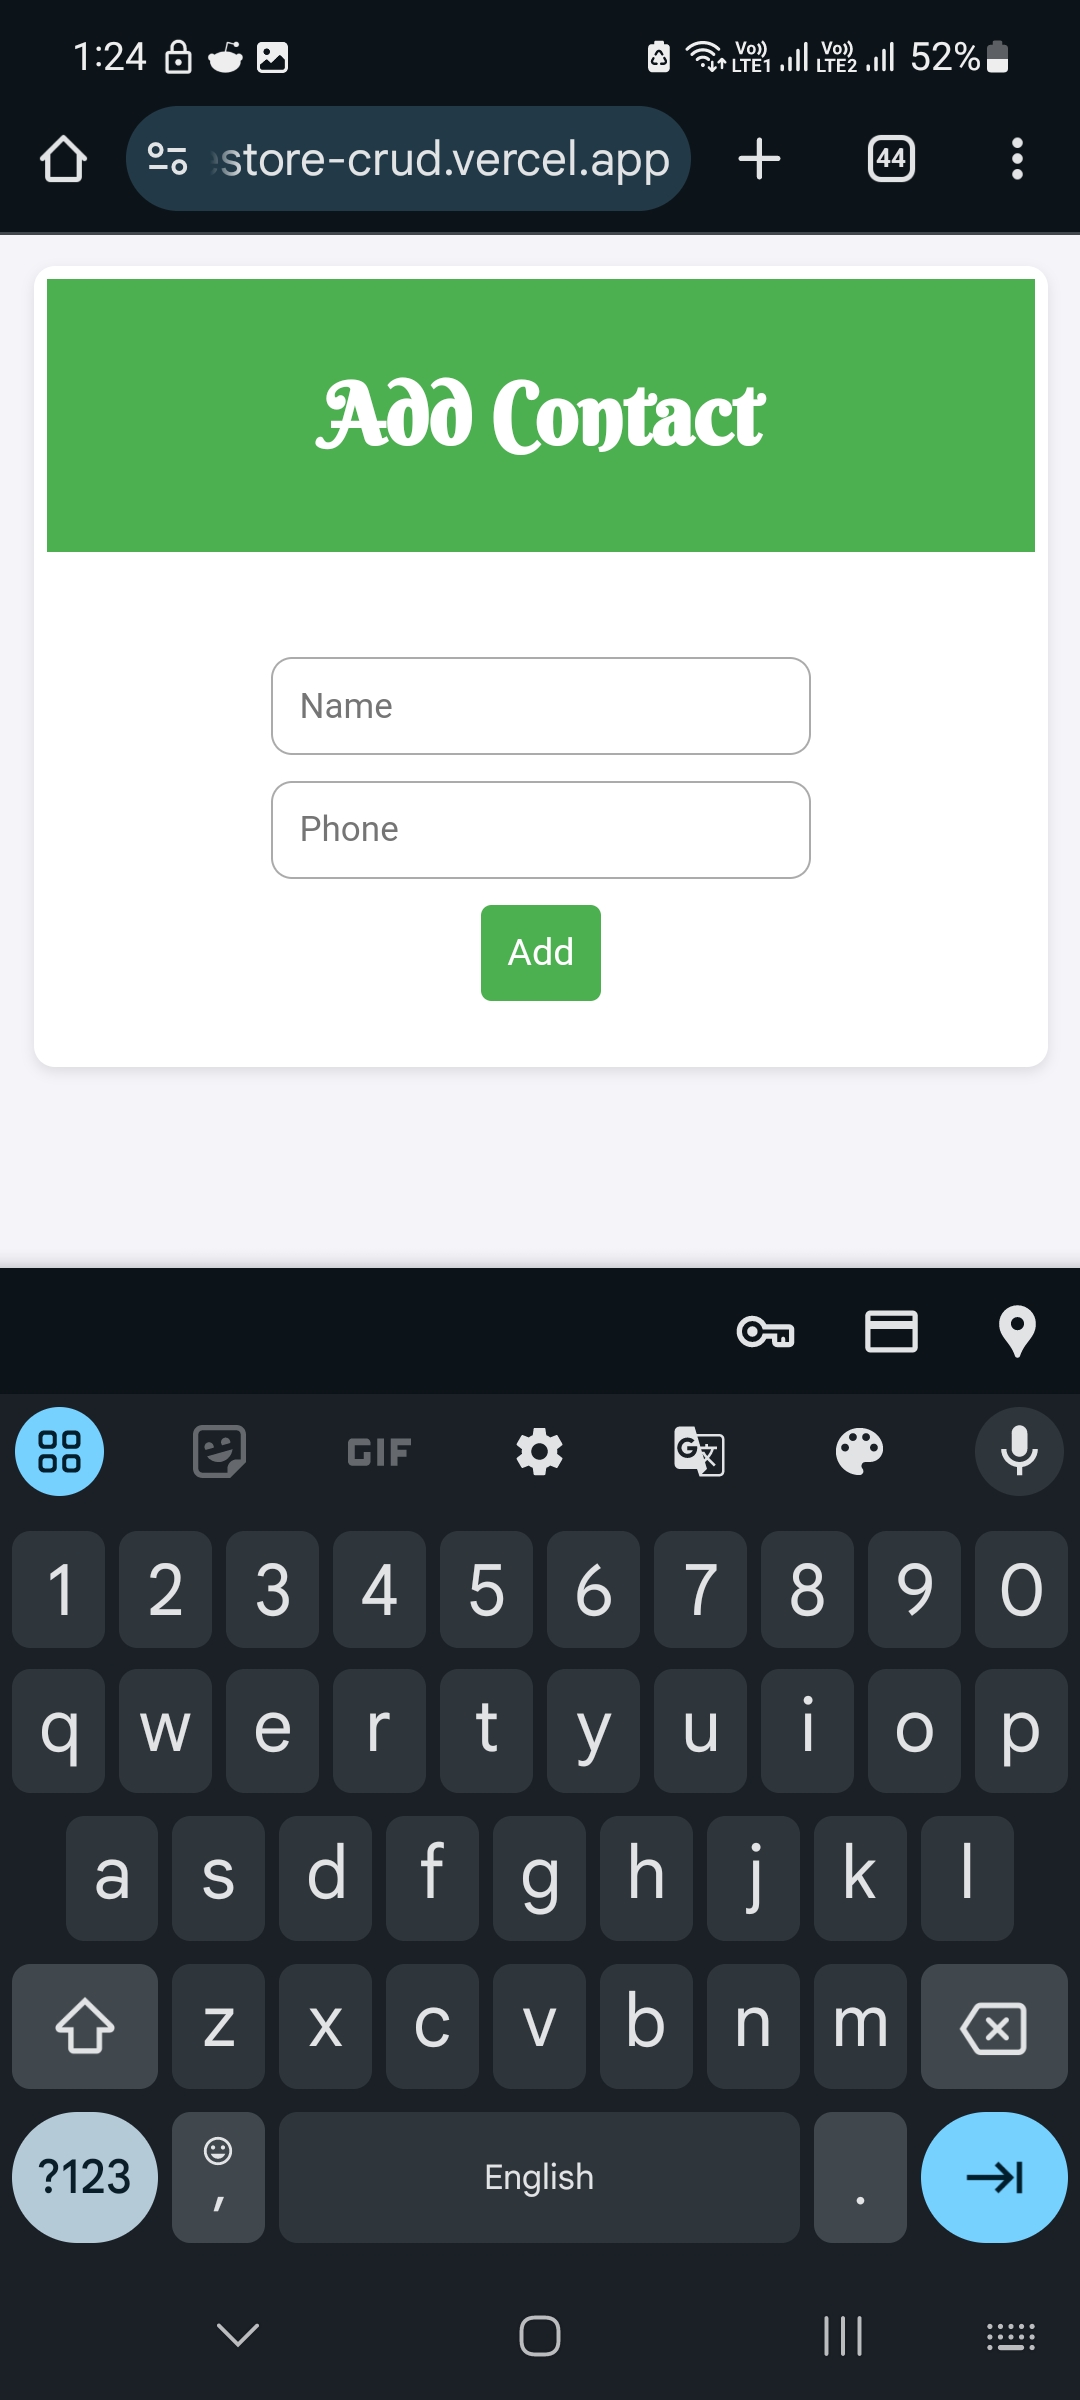 1:24 Vo)) LTE1 Vo)) LTE2 52%
store-crud.vercel.app 44
Add Contact
Name
Phone
Add
GIF G 文
1 2 3 4 5 6 7 8 9 0
q w e r t y u i o p
a s d f g h j k l
z x c v b n m
?123 , English .